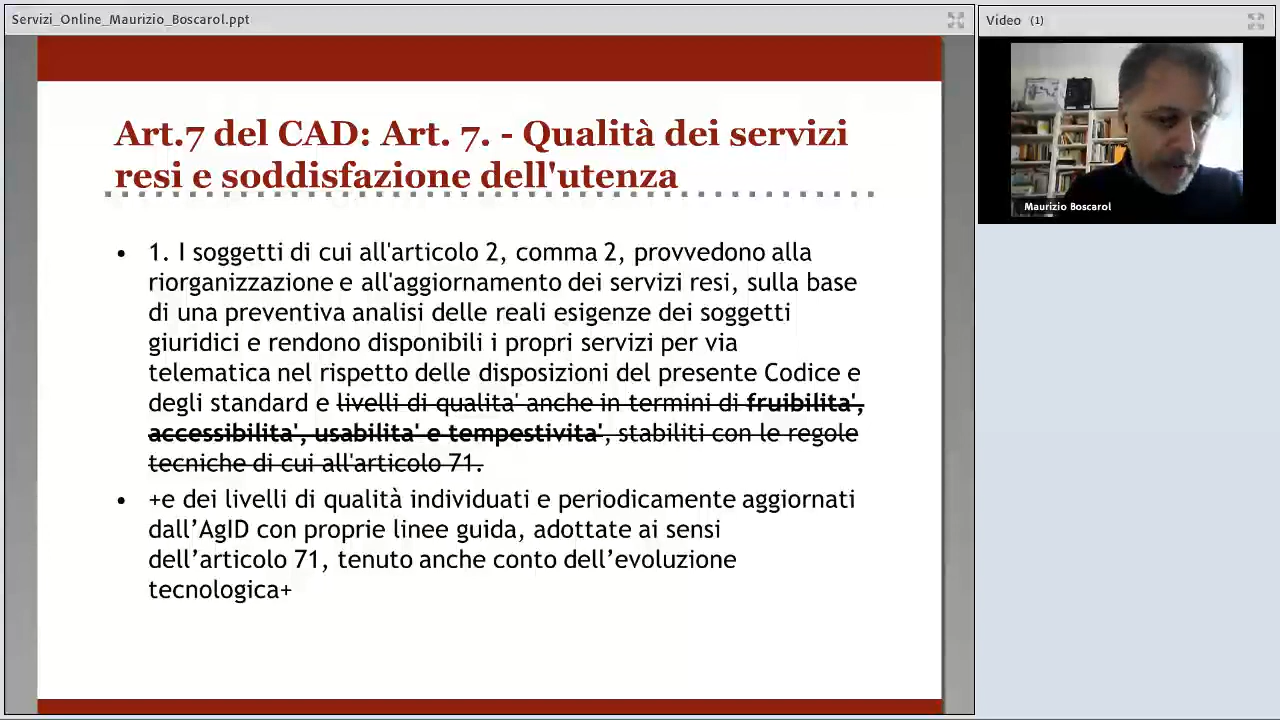 Servizi_Online_Maurizio_Boscarol.ppt
Video (1)
Maurizio Boscarol
Art.7 del CAD: Art. 7. - Qualità dei servizi
resi e soddisfazione dell'utenza
• 1. I soggetti di cui all'articolo 2, comma 2, provvedono alla
riorganizzazione e all'aggiornamento dei servizi resi, sulla base
di una preventiva analisi delle reali esigenze dei soggetti
giuridici e rendono disponibili i propri servizi per via
telematica nel rispetto delle disposizioni del presente Codice e
degli standard e livelli di qualita' anche in termini di fruibilita',
accessibilita', usabilita' e tempestivita', stabiliti con le regole
tecniche di cui all'articolo 71.
• +e dei livelli di qualità individuati e periodicamente aggiornati
dall’AgID con proprie linee guida, adottate ai sensi
dell’articolo 71, tenuto anche conto dell’evoluzione
tecnologica+